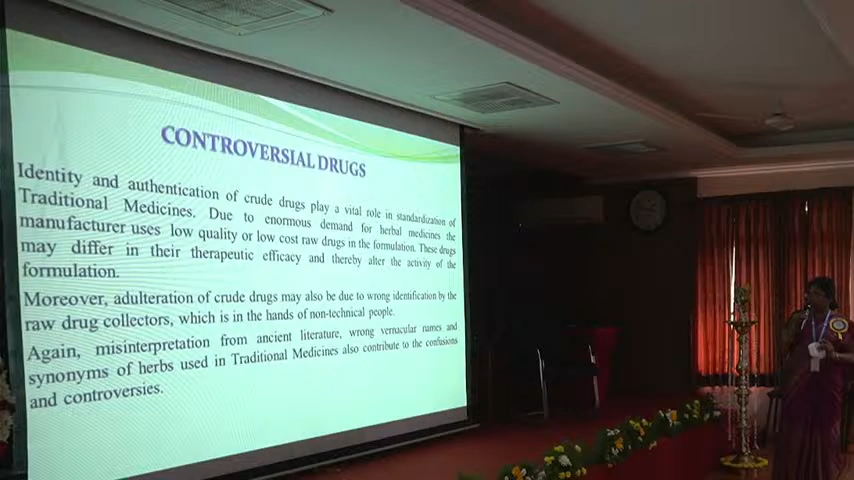 CONTROVERSIAL DRUGS
Identity and authentication of crude drugs play a vital role in standardization of
Traditional Medicines. Due to enormous demand for herbal medicines the
manufacturer uses low quality or low cost raw drugs in the formulation. These drugs
may differ in their therapeutic efficacy and thereby alter the activity of the
formulation.
Moreover, adulteration of crude drugs may also be due to wrong identification by the
raw drug collectors, which is in the hands of non-technical people.
Again, misinterpretation from ancient literature, wrong vernacular names and
synonyms of herbs used in Traditional Medicines also contribute to the confusions
and controversies.